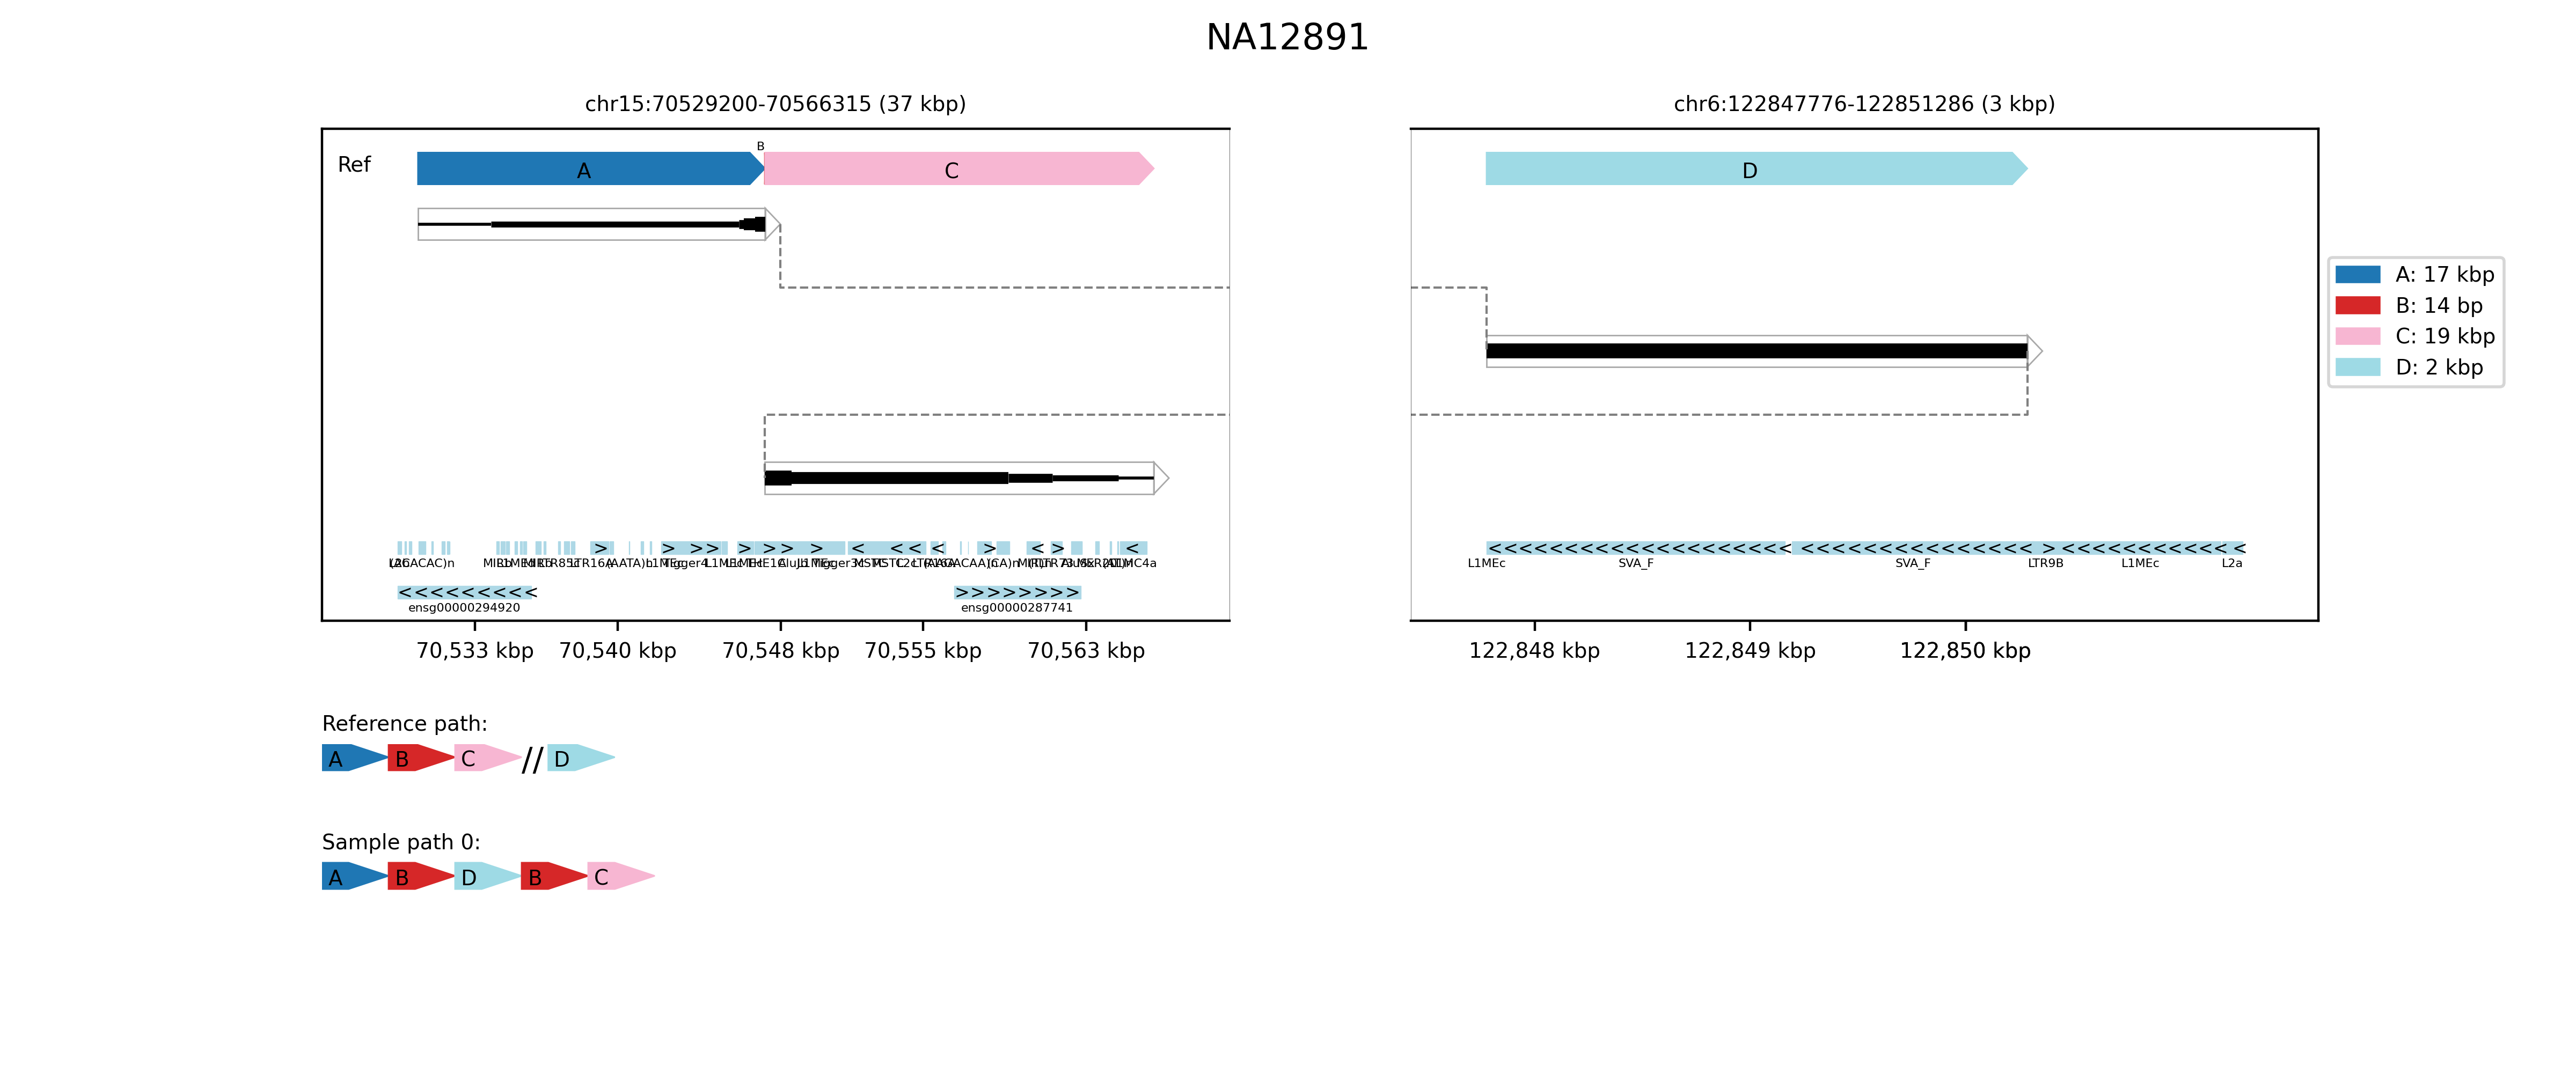 NA12891
chr15:70529200-70566315 (37 kbp)
chr6:122847776-122851286 (3 kbp)
Ref
A
B
C
D
A: 17 kbp
B: 14 bp
C: 19 kbp
D: 2 kbp
L1MEc SVA_F SVA_F LTR9B L1MEc L2a
ensg00000294920 ensg00000287741
70,533 kbp 70,540 kbp 70,548 kbp 70,555 kbp 70,563 kbp
122,848 kbp 122,849 kbp 122,850 kbp
Reference path:
A B C // D
Sample path 0:
A B D B C